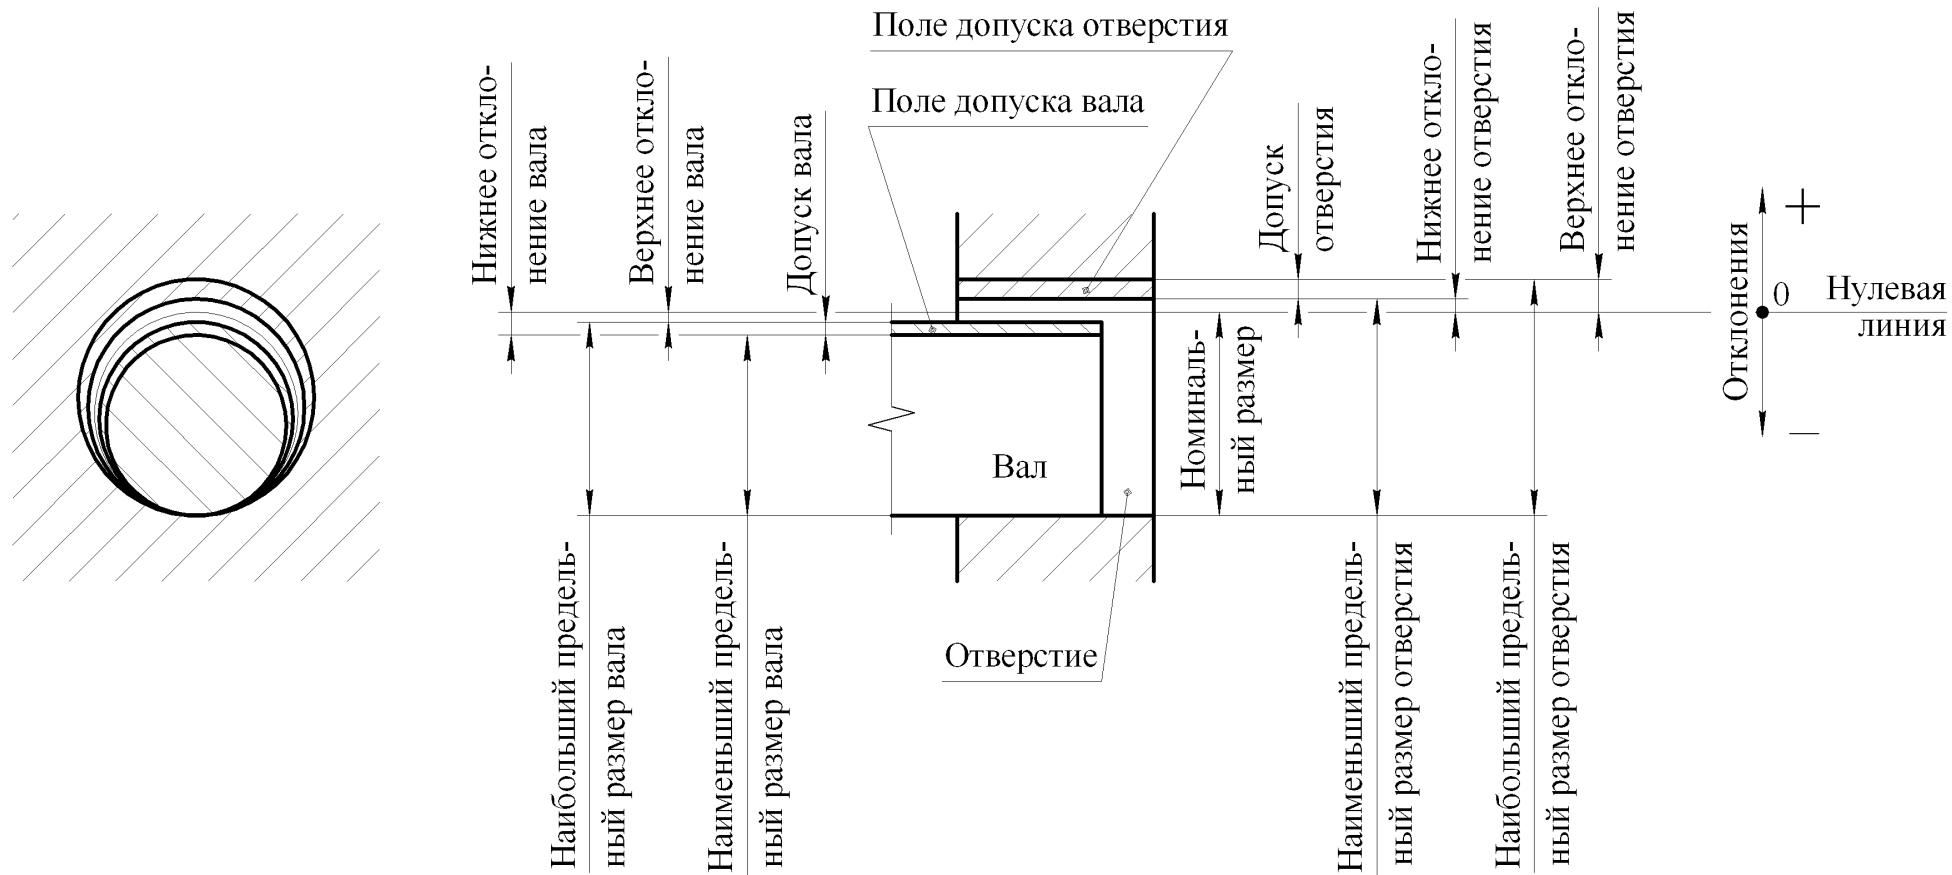 Поле допуска отверстия
Поле допуска вала
Нижнее откло-
нение вала
Верхнее откло-
нение вала
Допуск вала
Допуск
отверстия
Нижнее откло-
нение отверстия
Верхнее откло-
нение отверстия
Отклонения
+
0
Нулевая
линия
–
Номиналь-
ный размер
Вал
Отверстие
Наибольший предель-
ный размер вала
Наименьший предель-
ный размер вала
Наименьший предель-
ный размер отверстия
Наибольший предель-
ный размер отверстия